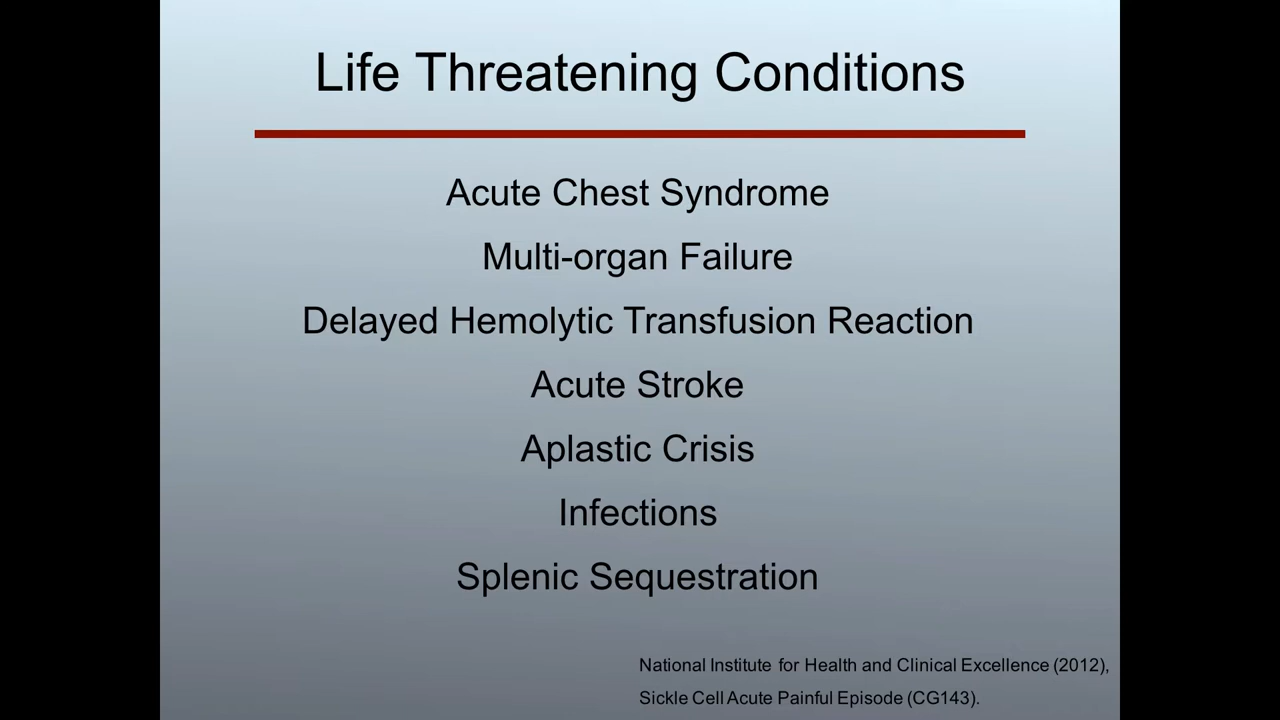 Life Threatening Conditions
Acute Chest Syndrome
Multi-organ Failure
Delayed Hemolytic Transfusion Reaction
Acute Stroke
Aplastic Crisis
Infections
Splenic Sequestration
National Institute for Health and Clinical Excellence (2012),
Sickle Cell Acute Painful Episode (CG143).